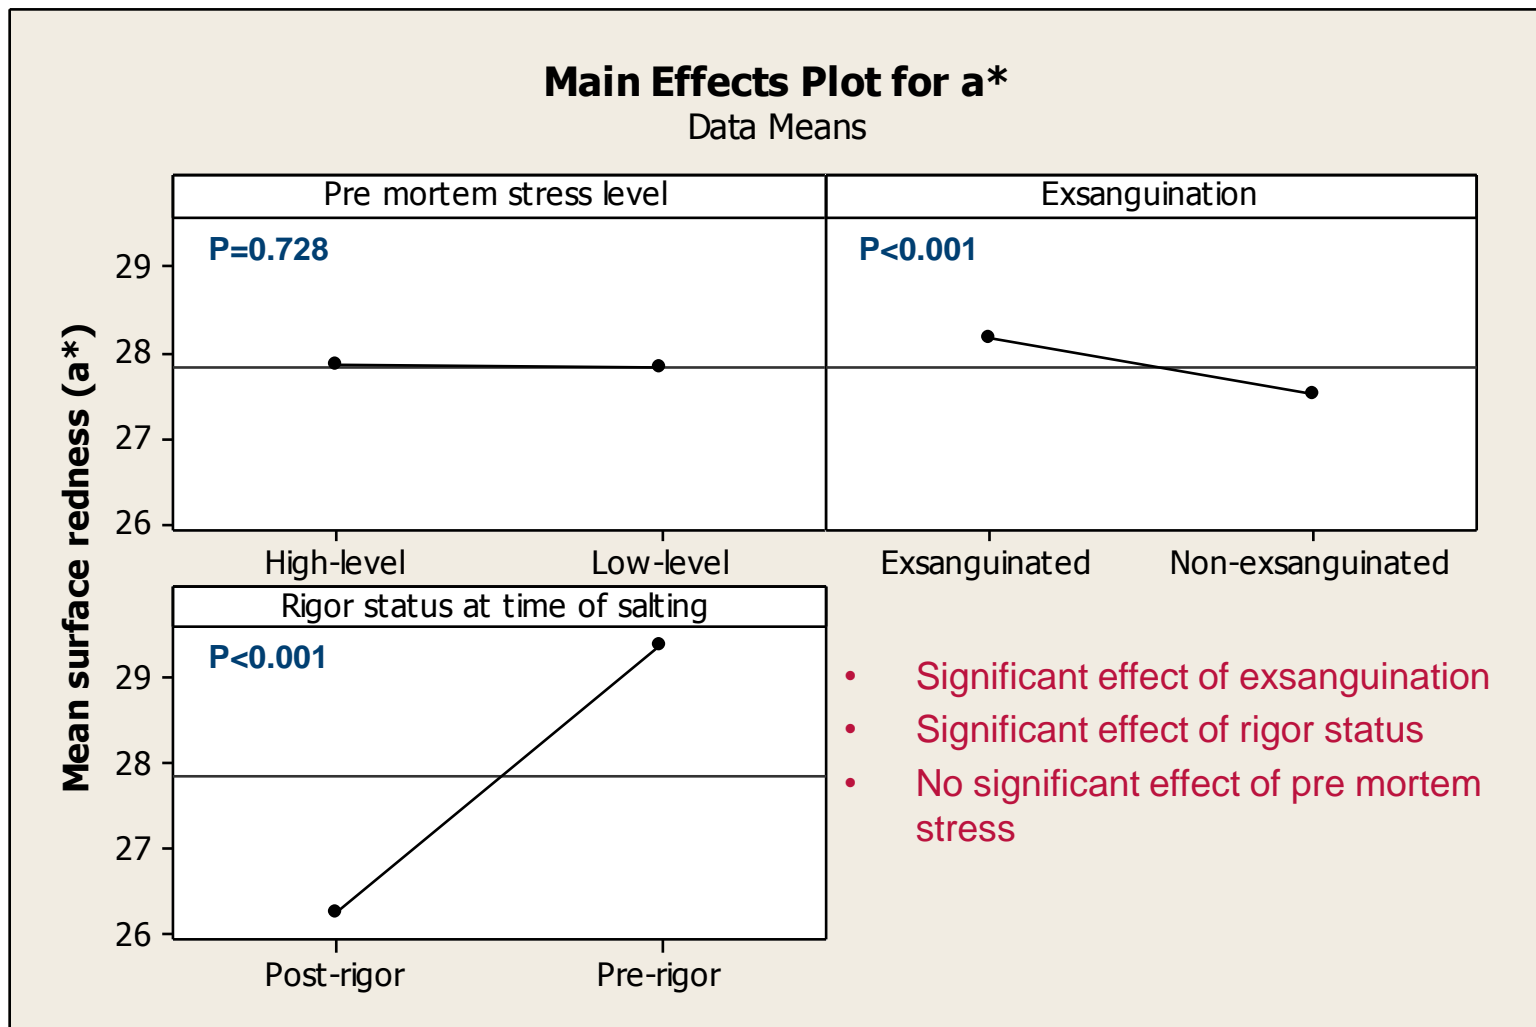 Main Effects Plot for a*
Data Means
Mean surface redness (a*)
Pre mortem stress level
Exsanguination
P=0.728
P<0.001
29
28
27
26
High-level
Low-level
Exsanguinated
Non-exsanguinated
Rigor status at time of salting
P<0.001
29
28
27
26
Post-rigor
Pre-rigor
• Significant effect of exsanguination
• Significant effect of rigor status
• No significant effect of pre mortem
stress